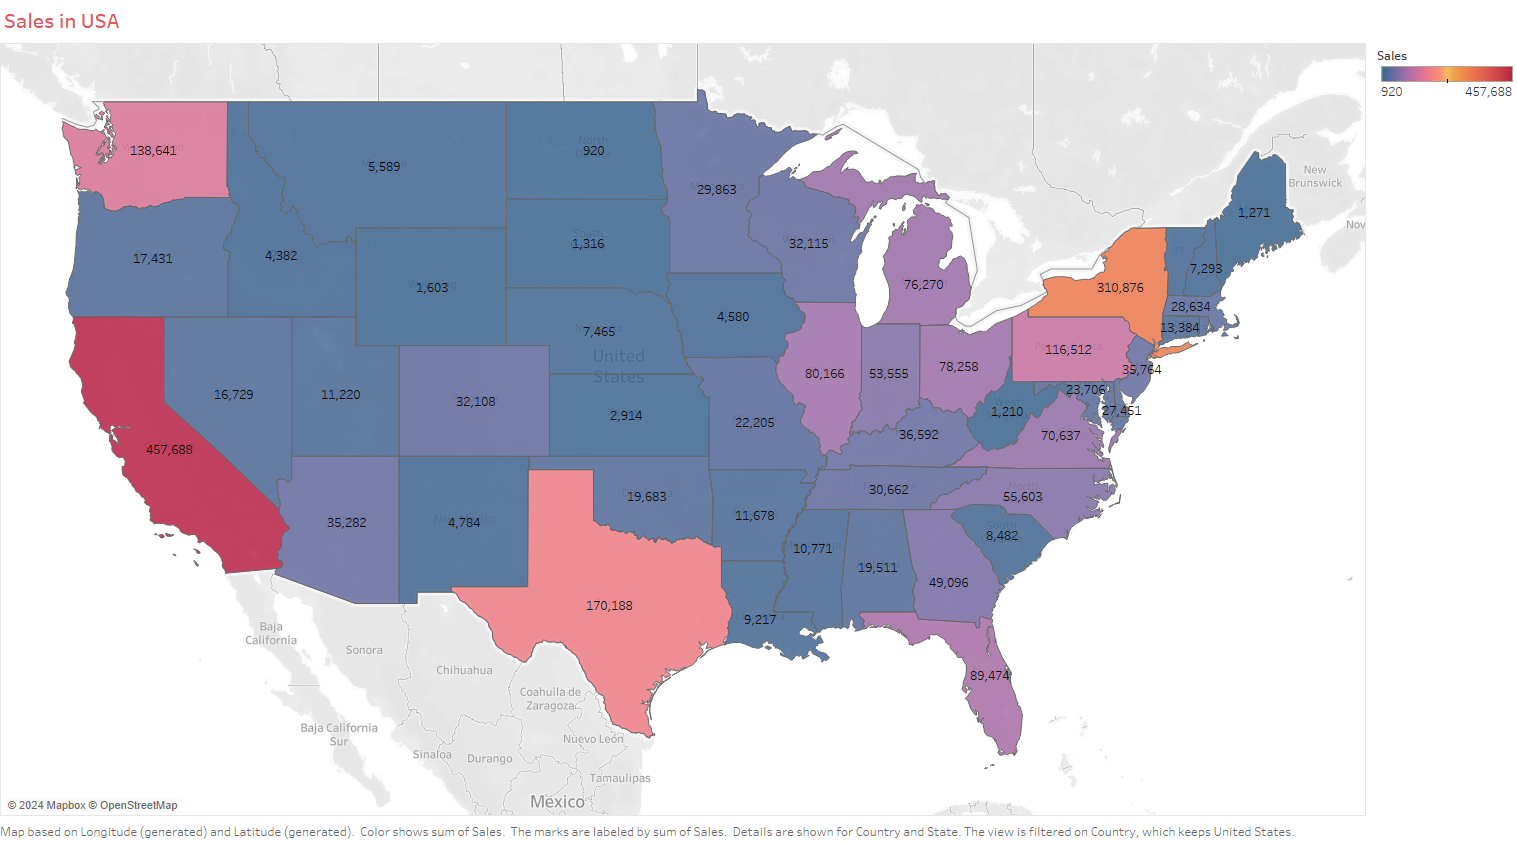 Sales in USA
Sales
920
457,688
138,641
5,589
North
920
29,863
New
Brunswick
1,271
Nov
17,431
4,382
1,603
South
1,316
32,115
76,270
VT
7,293
310,876
28,634
13,384
4,580
7,465
United
States
116,512
35,764
16,729
11,220
32,108
2,914
80,166
53,555
78,258
23,706
27,451
West
1,210
22,205
36,592
70,637
457,688
35,282
4,784
19,683
11,678
30,662
North
55,603
South
8,482
10,771
19,511
49,096
170,188
9,217
89,474
Baja
California
Sonora
Chihuahua
Coahuila de
Zaragoza
Baja California
Sur
Sinaloa
Durango
Nuevo León
Tamaulipas
Mexico
© 2024 Mapbox © OpenStreetMap
Map based on Longitude (generated) and Latitude (generated).  Color shows sum of Sales.  The marks are labeled by sum of Sales.  Details are shown for Country and State. The view is filtered on Country, which keeps United States.